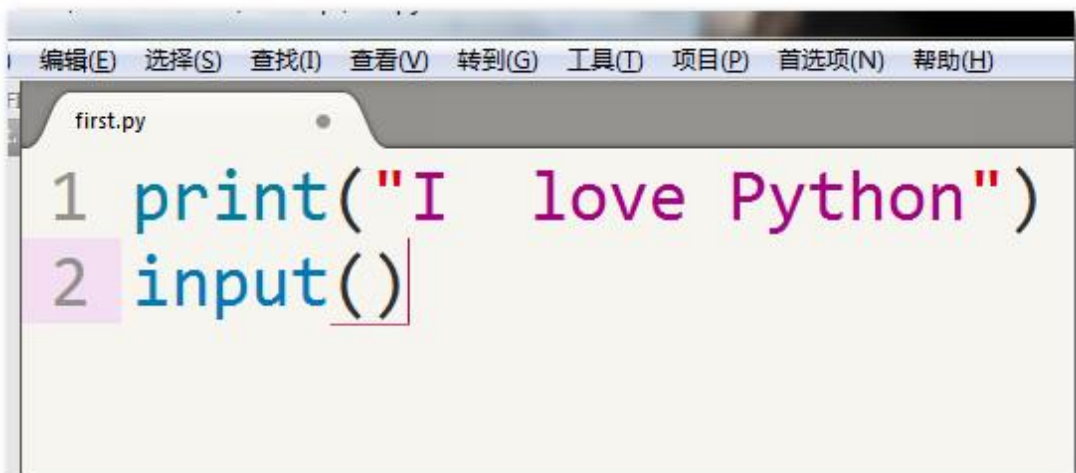 编辑(E) 选择(S) 查找(I) 查看(V) 转到(G) 工具(T) 项目(P) 首选项(N) 帮助(H)
first.py
1 print("I  love Python")
2 input()